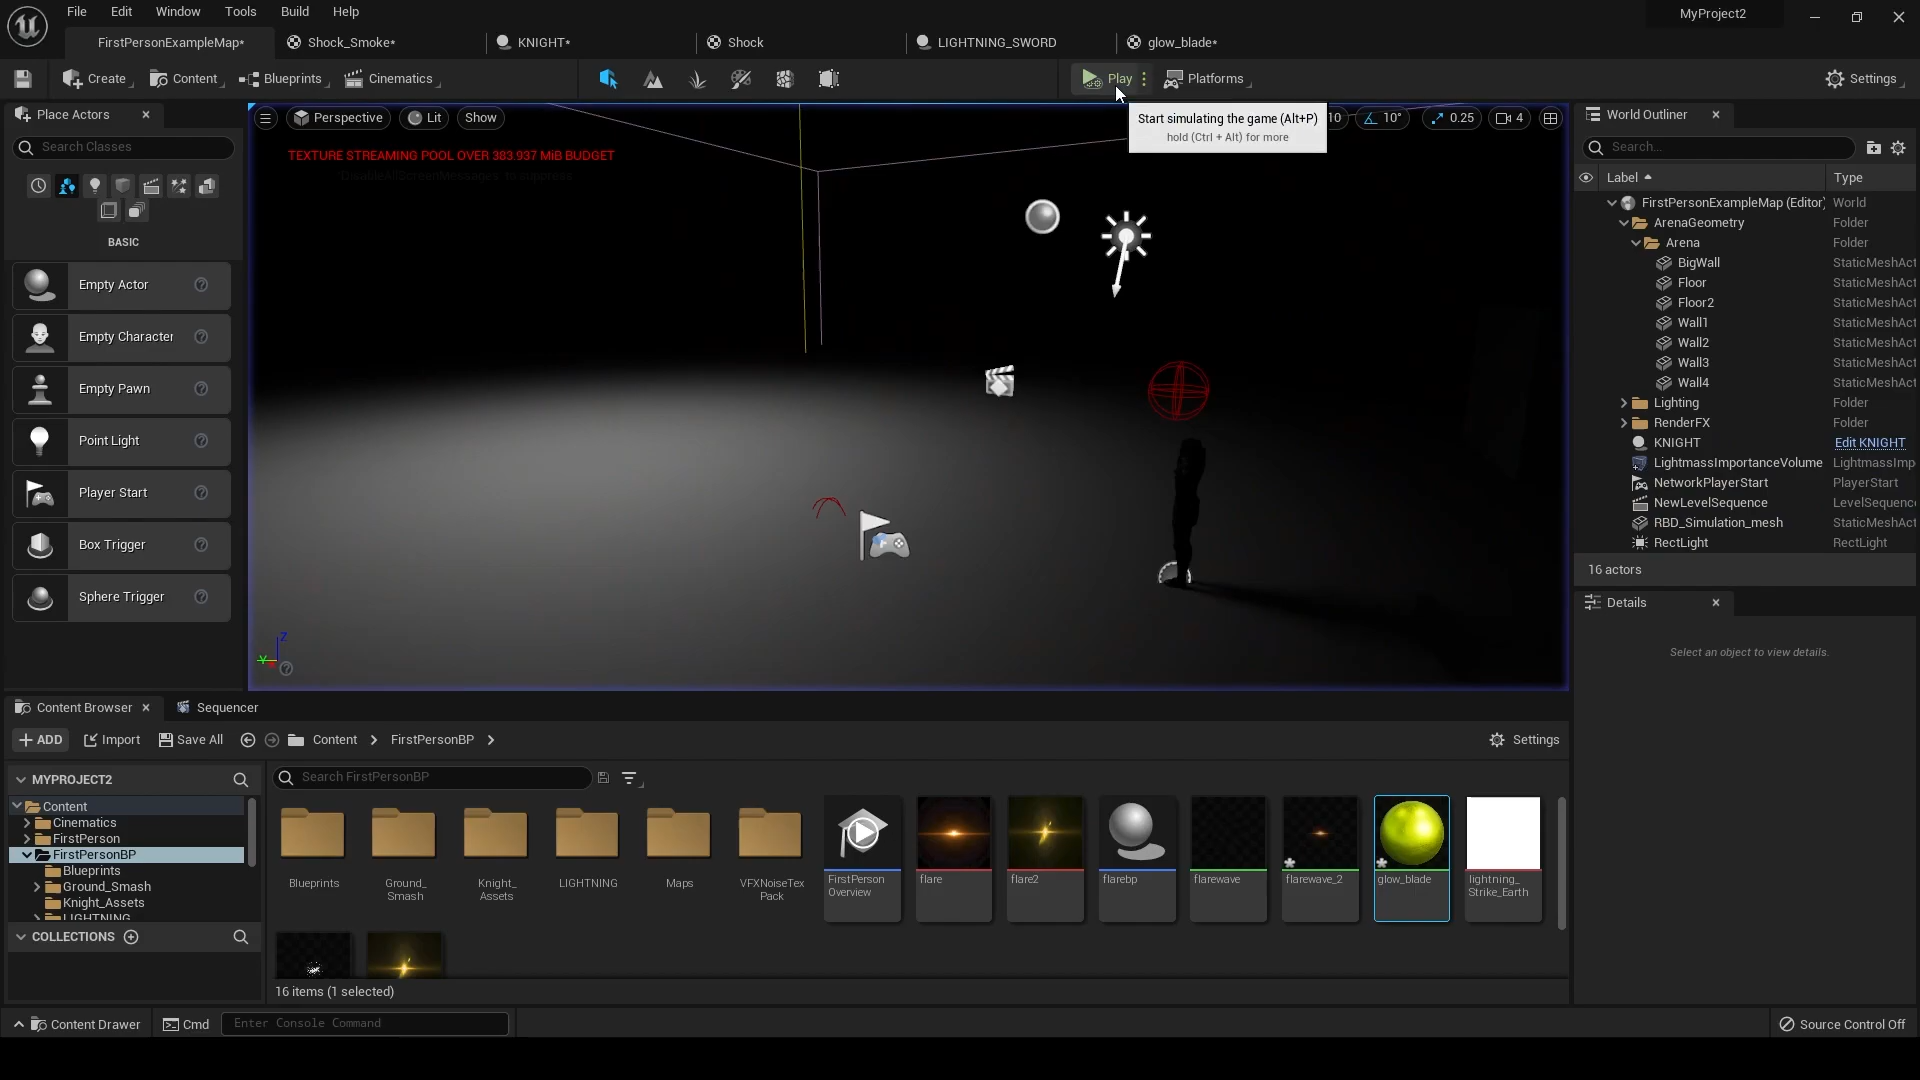 File Edit Window Tools Build Help
MyProject2
FirstPersonExampleMap* Shock_Smoke* KNIGHT* Shock LIGHTNING_SWORD glow_blade*
Create Content Blueprints Cinematics Play Platforms Settings
Place Actors
Search Classes
BASIC
Empty Actor
Empty Character
Empty Pawn
Point Light
Player Start
Box Trigger
Sphere Trigger
Perspective Lit Show
10 10° 0.25 4
Start simulating the game (Alt+P)
hold (Ctrl + Alt) for more
TEXTURE STREAMING POOL OVER 383.937 MiB BUDGET
'DisableAllScreenMessages' to suppress
Z
Y
World Outliner
Search...
Label Type
FirstPersonExampleMap (Editor) World
ArenaGeometry Folder
Arena Folder
BigWall StaticMeshAct
Floor StaticMeshAct
Floor2 StaticMeshAct
Wall1 StaticMeshAct
Wall2 StaticMeshAct
Wall3 StaticMeshAct
Wall4 StaticMeshAct
Lighting Folder
RenderFX Folder
KNIGHT Edit KNIGHT
LightmassImportanceVolume LightmassImp
NetworkPlayerStart PlayerStart
NewLevelSequence LevelSequenc
RBD_Simulation_mesh StaticMeshAct
RectLight RectLight
16 actors
Details
Select an object to view details.
Content Browser Sequencer
ADD Import Save All Content FirstPersonBP Settings
MYPROJECT2
Content
Cinematics
FirstPerson
FirstPersonBP
Blueprints
Ground_Smash
Knight_Assets
LIGHTNING
COLLECTIONS
Search FirstPersonBP
Blueprints
Ground_
Smash
Knight_
Assets
LIGHTNING
Maps
VFXNoiseTex
Pack
FirstPerson
Overview
flare
flare2
flarebp
flarewave
flarewave_2
glow_blade
lightning_
Strike_Earth
16 items (1 selected)
Content Drawer Cmd Enter Console Command Source Control Off